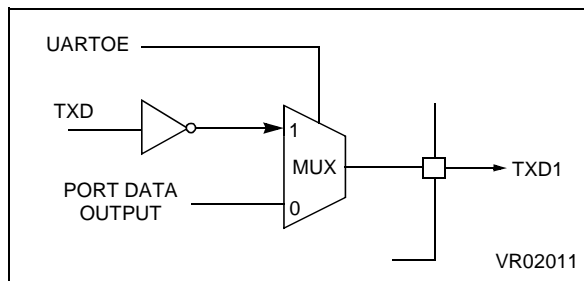 UARTOE
TXD
1
MUX
TXD1
PORT DATA
OUTPUT
0
VR02011